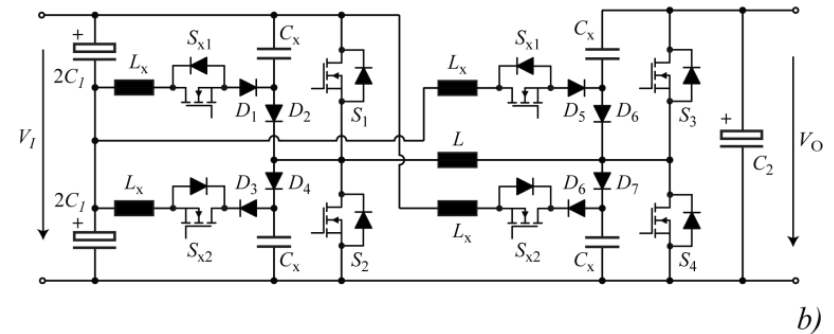 +
2C1
Lx
Sx1
D1
Cx
D2
S1
Lx
Sx1
D5
Cx
D6
S3
VI
L
+
C2
VO
2C1
+
Lx
Sx2
D3
D4
Cx
S2
Lx
Sx2
D6
D7
Cx
S4
b)